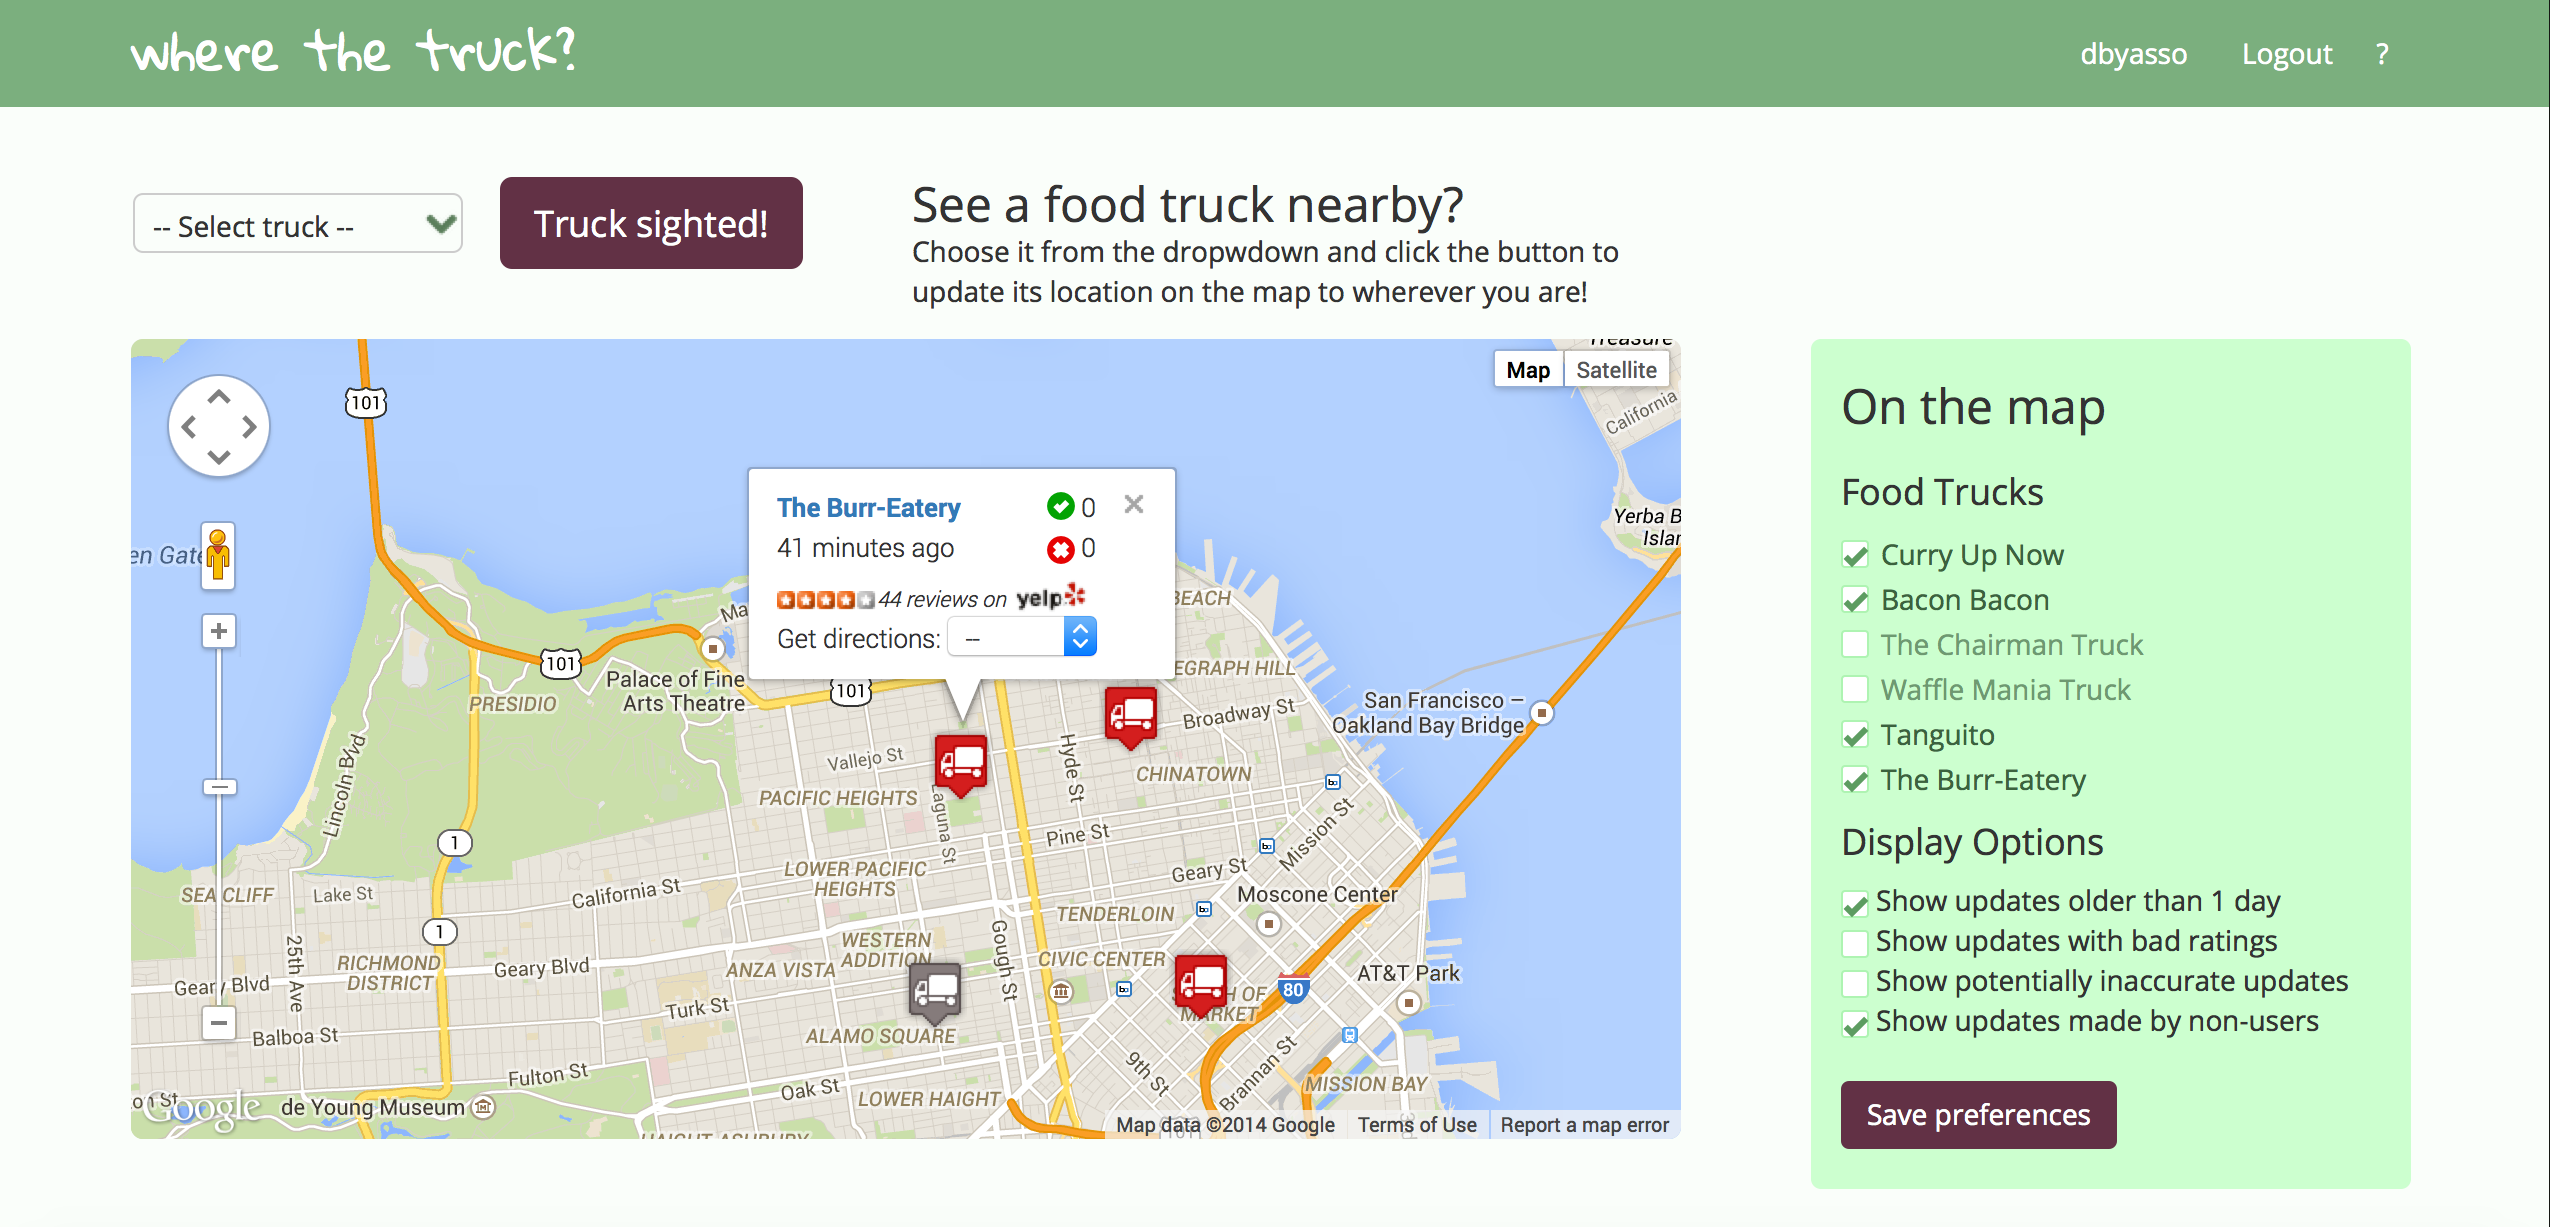 where the truck?
dbyasso
Logout
?
-- Select truck --
Truck sighted!
See a food truck nearby?
Choose it from the dropwdown and click the button to
update its location on the map to wherever you are!
Treasure
Map
Satellite
101
California
The Burr-Eatery
0
41 minutes ago
0
44 reviews on yelp
Get directions:
--
Yerba B
Islan
en Gate
Ma
BEACH
EGRAPH HILL
101
101
Palace of Fine
Arts Theatre
PRESIDIO
San Francisco –
Oakland Bay Bridge
Broadway St
Vallejo St
Hyde St
CHINATOWN
PACIFIC HEIGHTS
Laguna St
Lincoln Blvd
Pine St
Mission St
1
LOWER PACIFIC
HEIGHTS
Geary St
SEA CLIFF
Lake St
California St
Moscone Center
TENDERLOIN
1
25th Ave
WESTERN
ADDITION
Gough St
CIVIC CENTER
RICHMOND
DISTRICT
Geary Blvd
ANZA VISTA
AT&T Park
Geary Blvd
80
H OF
MARKET
Turk St
Balboa St
ALAMO SQUARE
9th St
Brannan St
Fulton St
Oak St
MISSION BAY
LOWER HAIGHT
on St
Google
de Young Museum
HAIGHT-ASHBURY
101
Map data ©2014 Google
Terms of Use
Report a map error
On the map
Food Trucks
Curry Up Now
Bacon Bacon
The Chairman Truck
Waffle Mania Truck
Tanguito
The Burr-Eatery
Display Options
Show updates older than 1 day
Show updates with bad ratings
Show potentially inaccurate updates
Show updates made by non-users
Save preferences